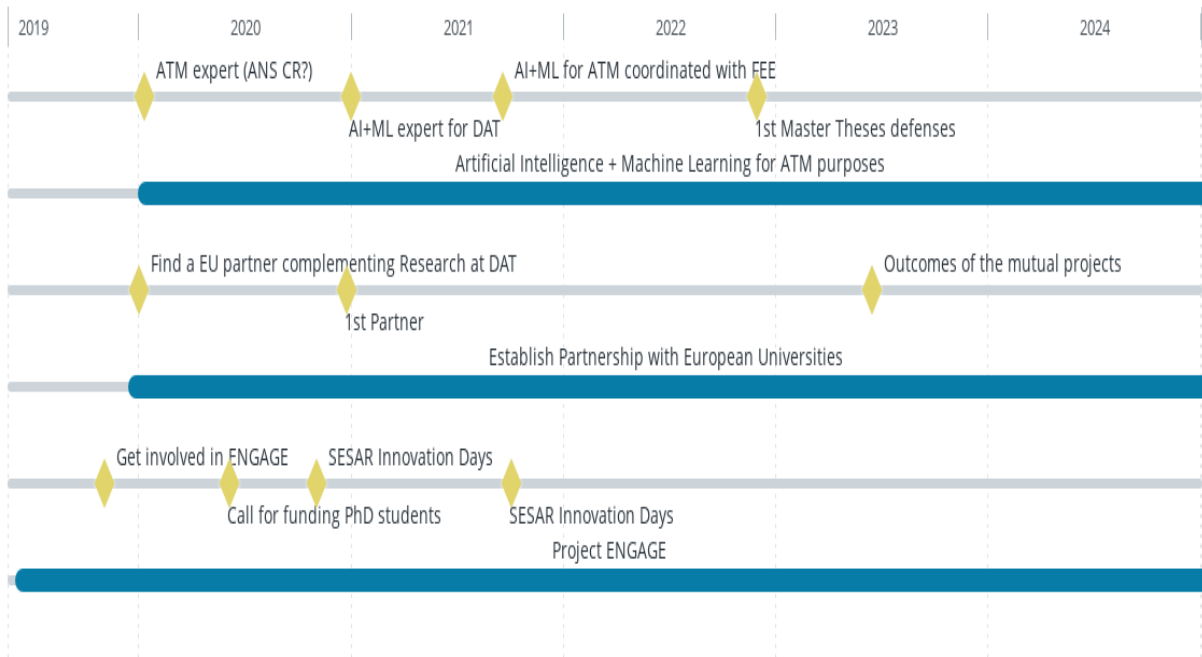 2019 2020 2021 2022 2023 2024
ATM expert (ANS CR?) AI+ML for ATM coordinated with FEE
AI+ML expert for DAT 1st Master Theses defenses
Artificial Intelligence + Machine Learning for ATM purposes
Find a EU partner complementing Research at DAT Outcomes of the mutual projects
1st Partner
Establish Partnership with European Universities
Get involved in ENGAGE SESAR Innovation Days
Call for funding PhD students SESAR Innovation Days
Project ENGAGE